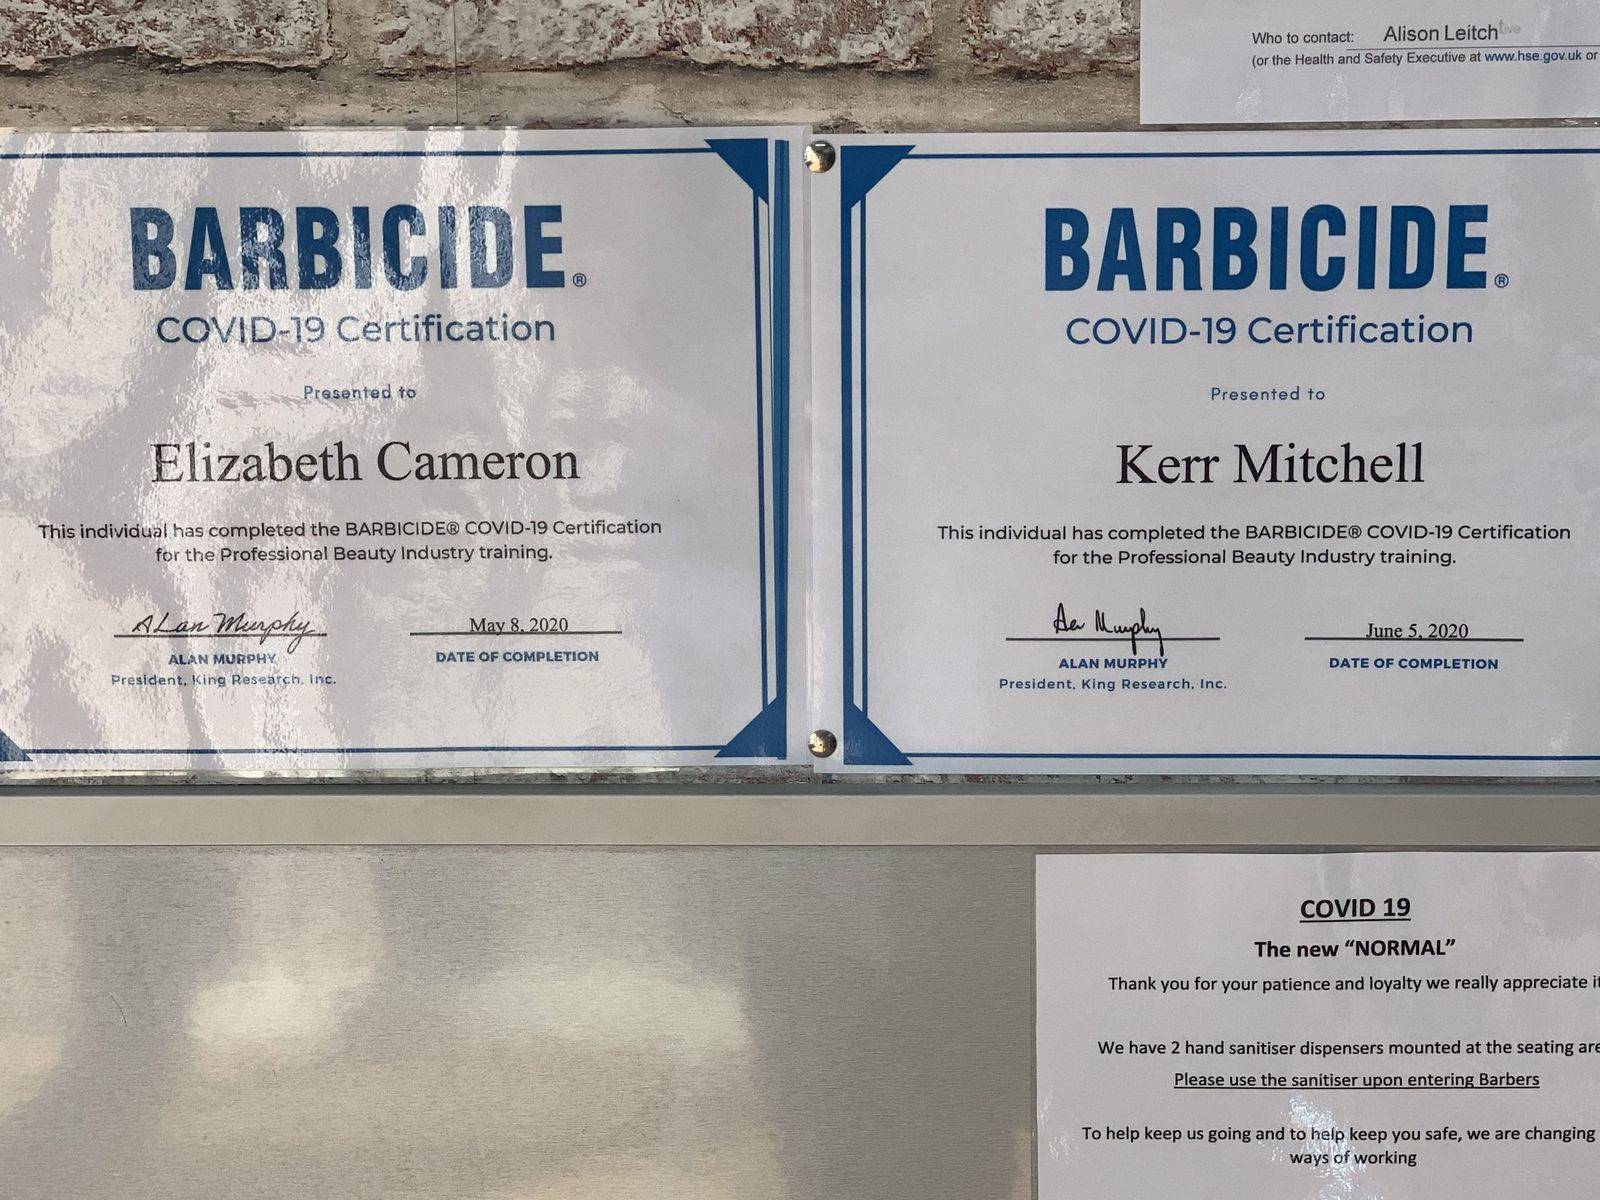 Who to contact: Alison Leitch
(or the Health and Safety Executive at www.hse.gov.uk or
BARBICIDE®
COVID-19 Certification
Presented to
Elizabeth Cameron
This individual has completed the BARBICIDE® COVID-19 Certification
for the Professional Beauty Industry training.
ALan Murphy
May 8, 2020
ALAN MURPHY
DATE OF COMPLETION
President, King Research, Inc.
BARBICIDE®
COVID-19 Certification
Presented to
Kerr Mitchell
This individual has completed the BARBICIDE® COVID-19 Certification
for the Professional Beauty Industry training.
June 5, 2020
ALAN MURPHY
DATE OF COMPLETION
President, King Research, Inc.
COVID 19
The new “NORMAL”
Thank you for your patience and loyalty we really appreciate it
We have 2 hand sanitiser dispensers mounted at the seating are
Please use the sanitiser upon entering Barbers
To help keep us going and to help keep you safe, we are changing
ways of working